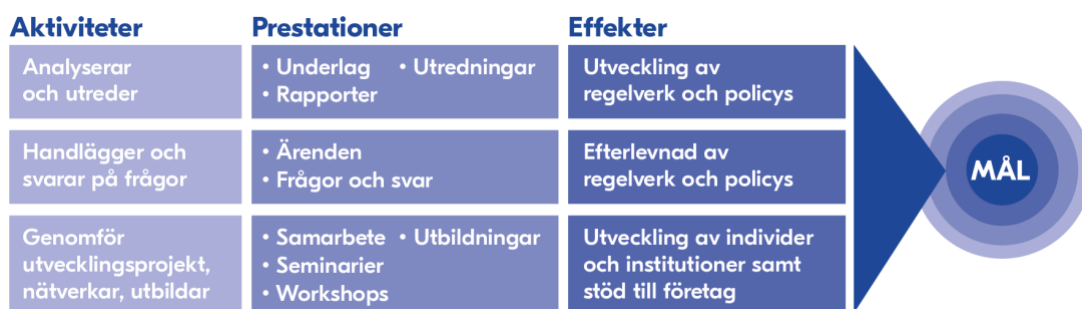 Aktiviteter
Prestationer
Effekter
Analyserar
och utreder
• Underlag • Utredningar
• Rapporter
Utveckling av
regelverk och policys
Handlägger och
svarar på frågor
• Ärenden
• Frågor och svar
Efterlevnad av
regelverk och policys
Genomför
utvecklingsprojekt,
nätverkar, utbildar
• Samarbete • Utbildningar
• Seminarier
• Workshops
Utveckling av individer
och institutioner samt
stöd till företag
MÅL